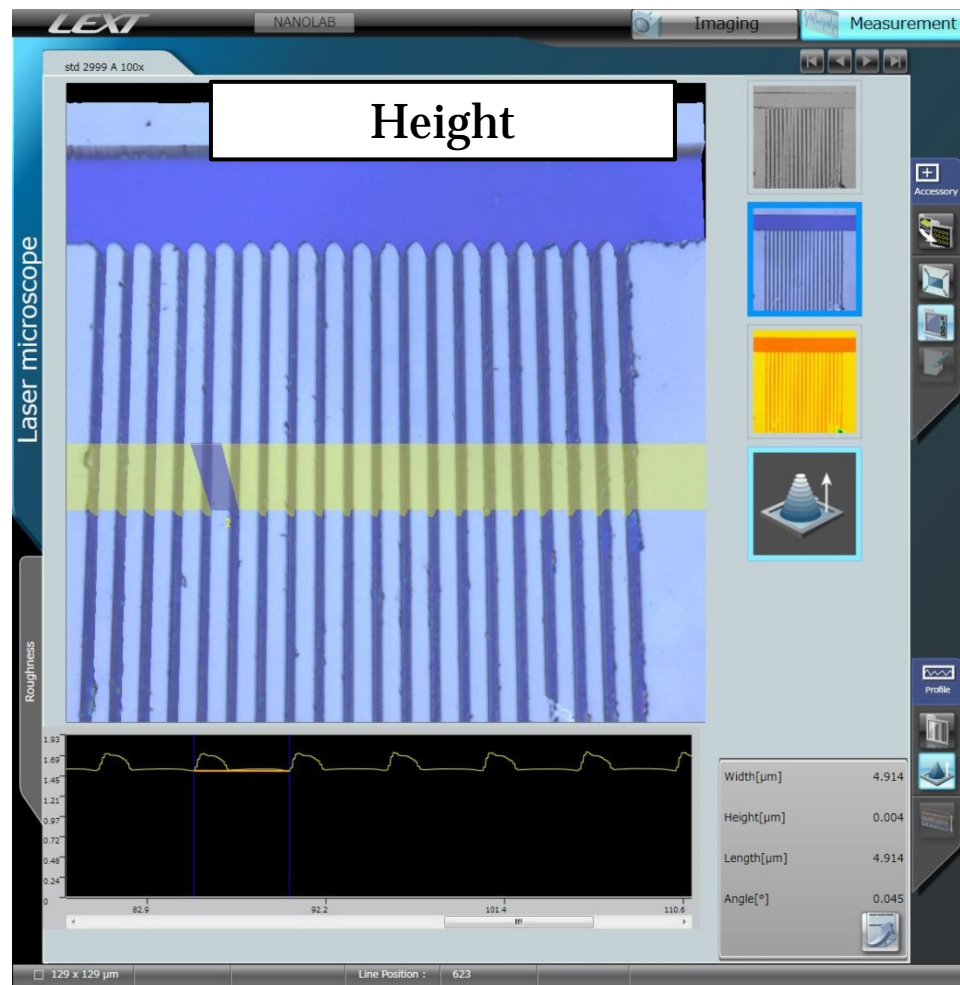 LEXT
NANOLAB
Imaging
Measurement
std 2999 A 100x
Height
Accessory
Laser microscope
2
Roughness
Profile
1.93
1.69
1.45
1.21
0.97
0.72
0.48
0.24
0
82.9
92.2
101.4
110.6
Width[µm] 4.914
Height[µm] 0.004
Length[µm] 4.914
Angle[°] 0.045
129 x 129 µm
Line Position : 623